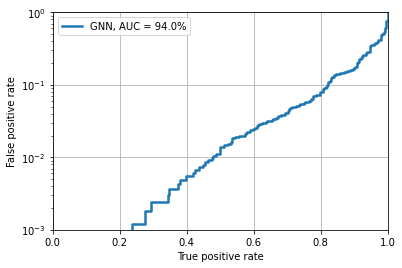 GNN, AUC = 94.0%
10⁰
10⁻¹
10⁻²
10⁻³
False positive rate
0.0 0.2 0.4 0.6 0.8 1.0
True positive rate